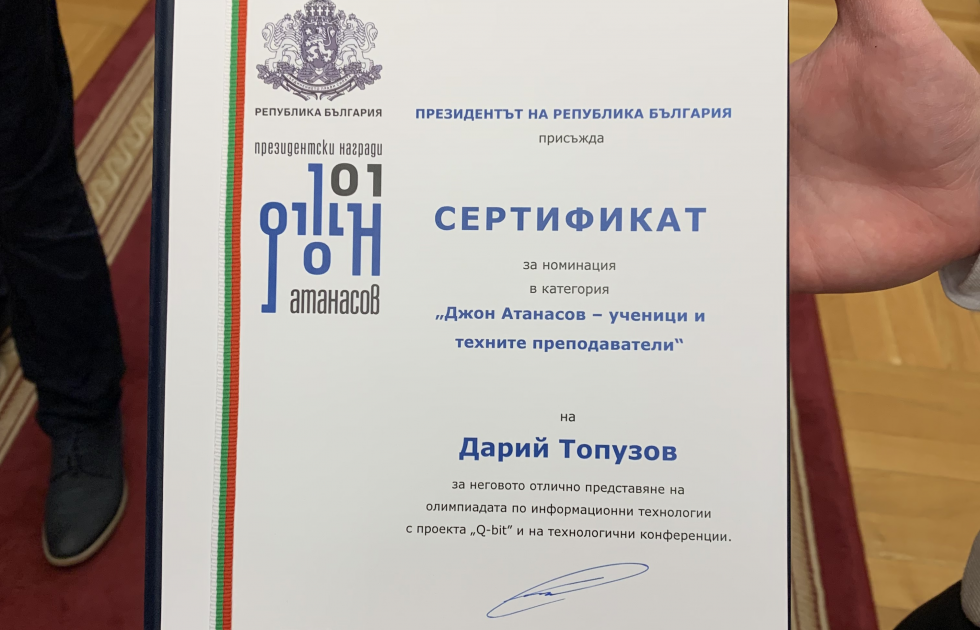 РЕПУБЛИКА БЪЛГАРИЯ
президентски награди
101
джон
0
атанасов
ПРЕЗИДЕНТЪТ НА РЕПУБЛИКА БЪЛГАРИЯ
присъжда
СЕРТИФИКАТ
за номинация
в категория
„Джон Атанасов – ученици и
техните преподаватели“
на
Дарий Топузов
за неговото отлично представяне на
олимпиадата по информационни технологии
с проекта „Q-bit” и на технологични конференции.